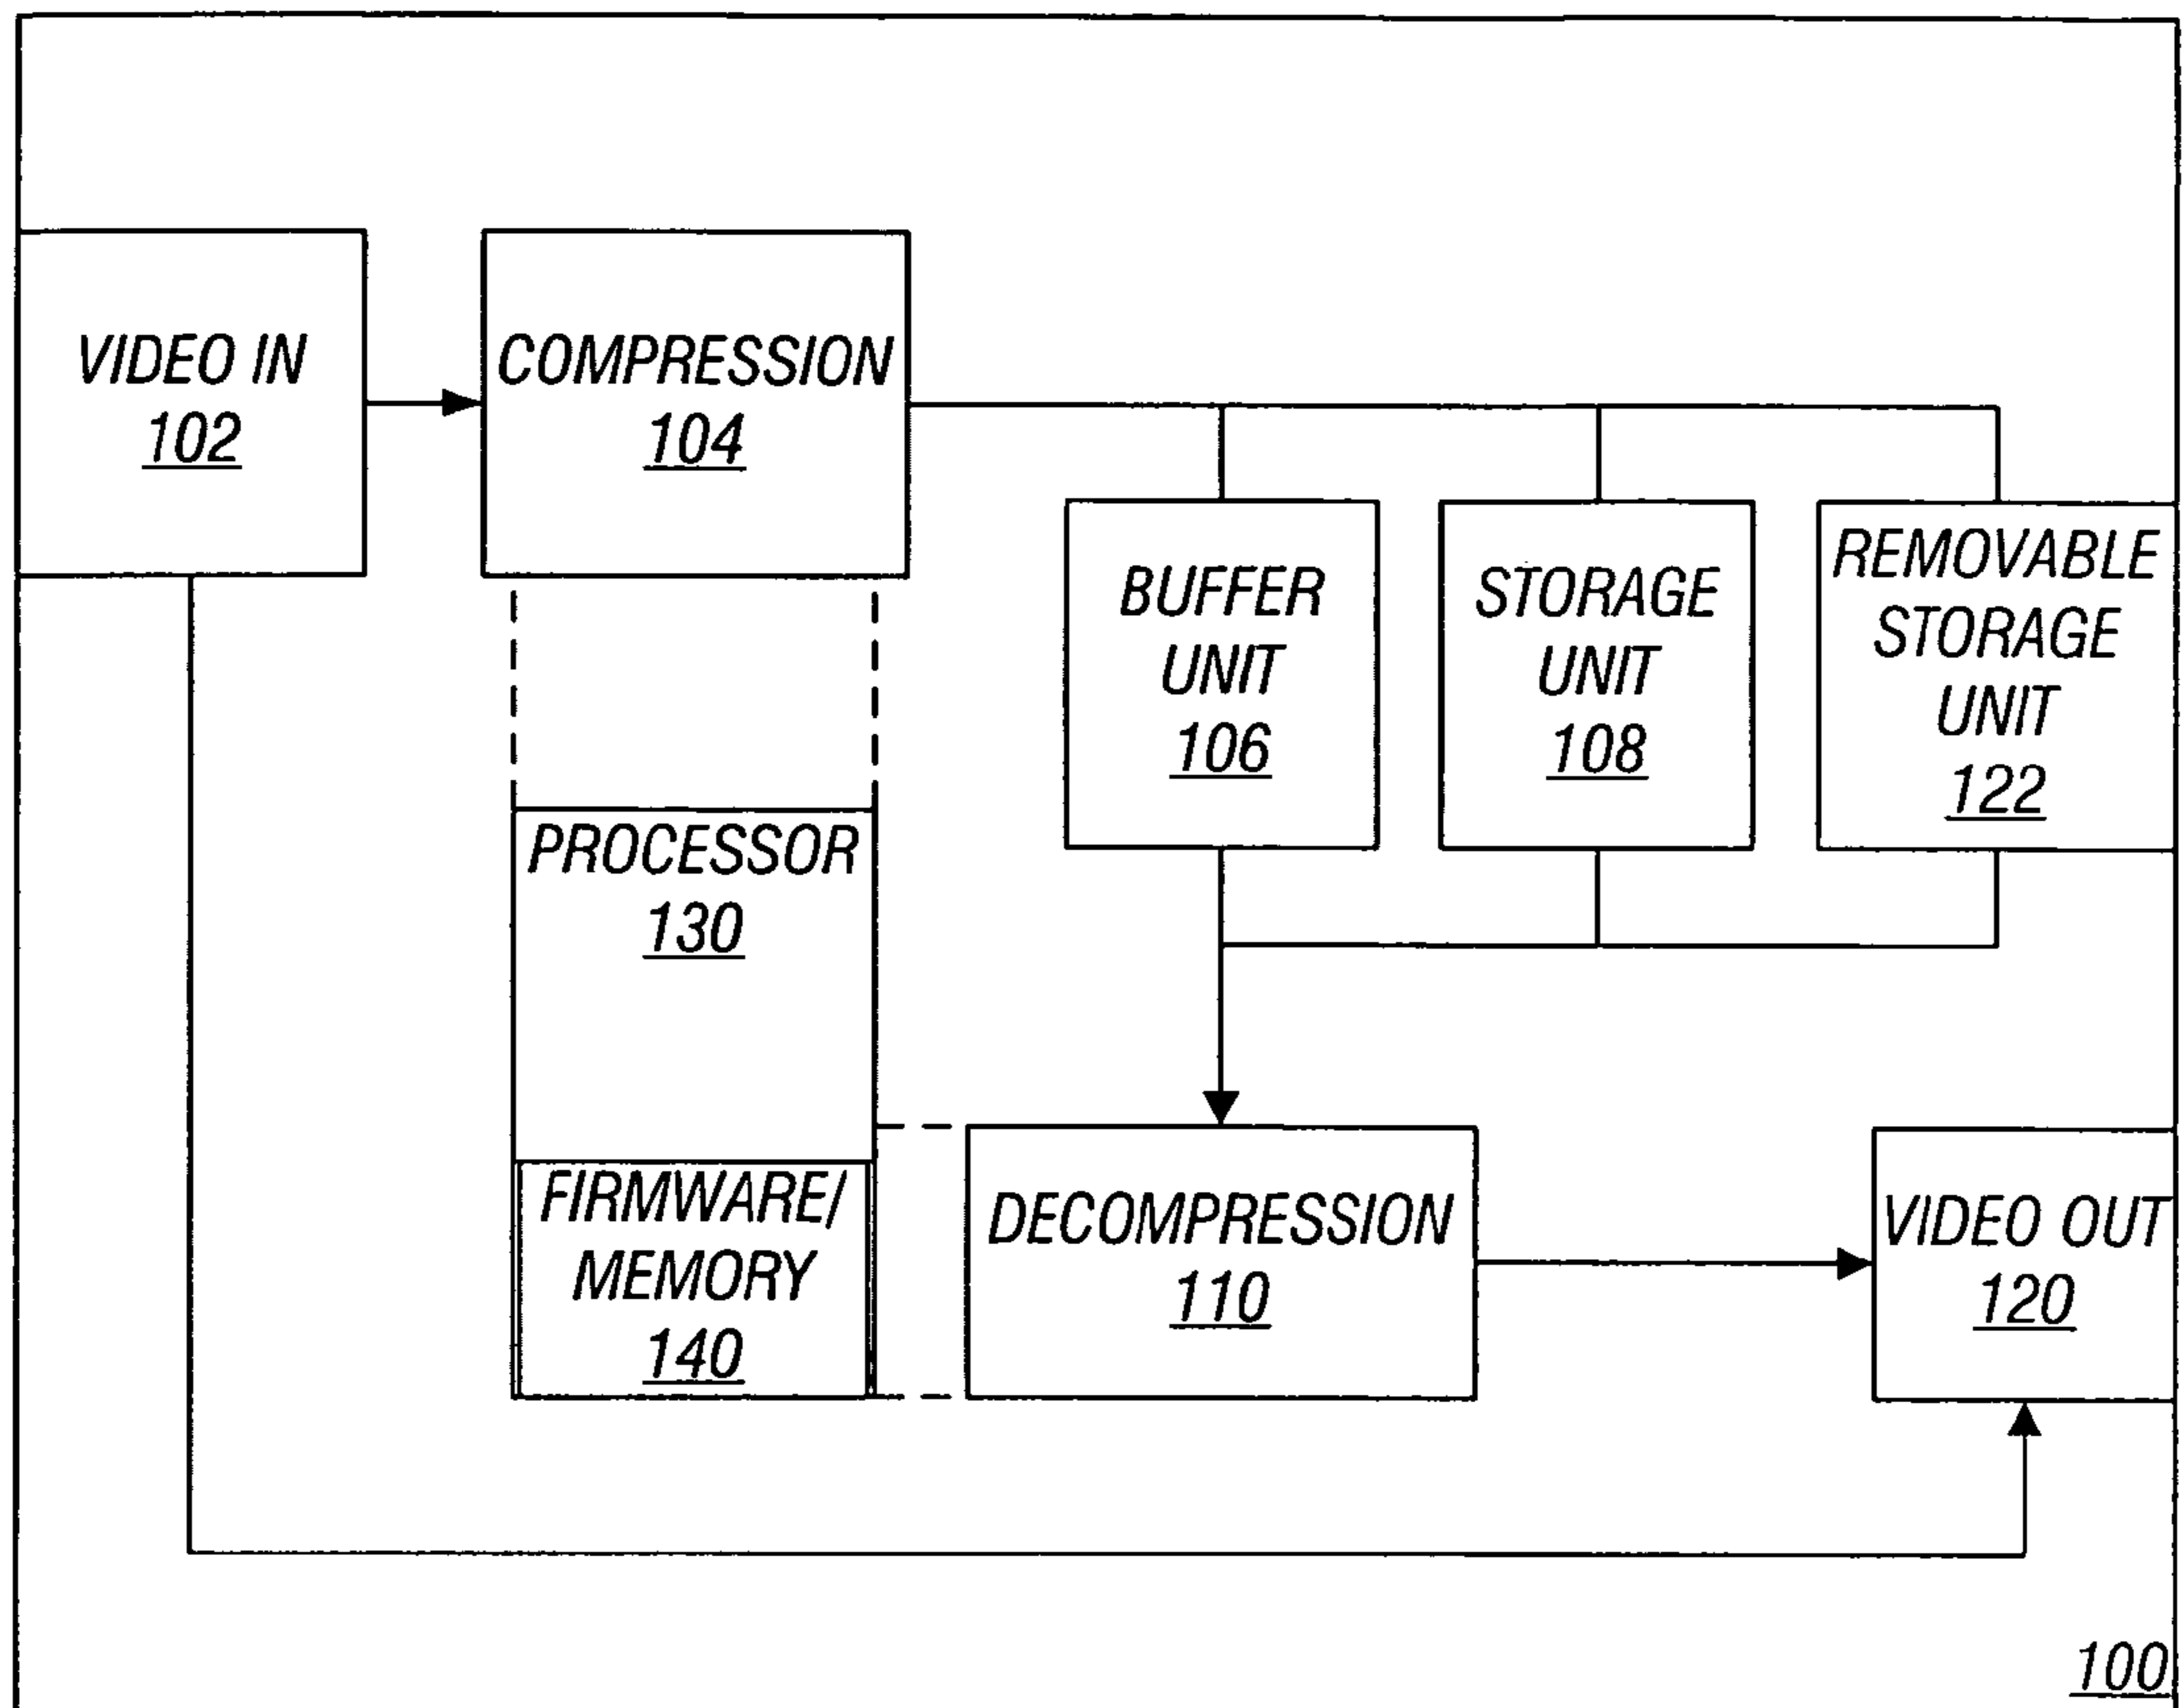 VIDEO IN
102
COMPRESSION
104
BUFFER
UNIT
106
STORAGE
UNIT
108
REMOVABLE
STORAGE
UNIT
122
PROCESSOR
130
FIRMWARE/
MEMORY
140
DECOMPRESSION
110
VIDEO OUT
120
100